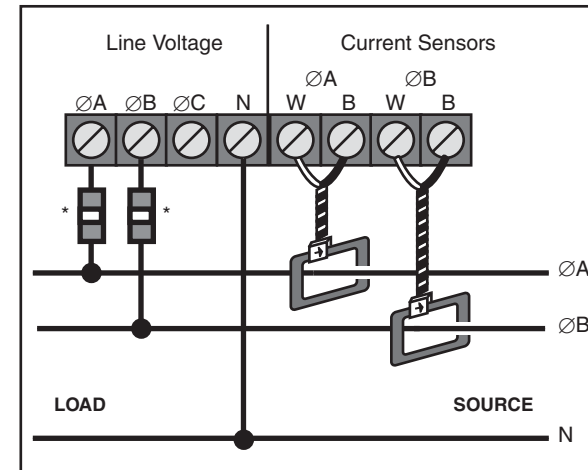 Line Voltage Current Sensors
∅A ∅B
∅A ∅B ∅C N W B W B
* *
∅A
∅B
LOAD SOURCE
N